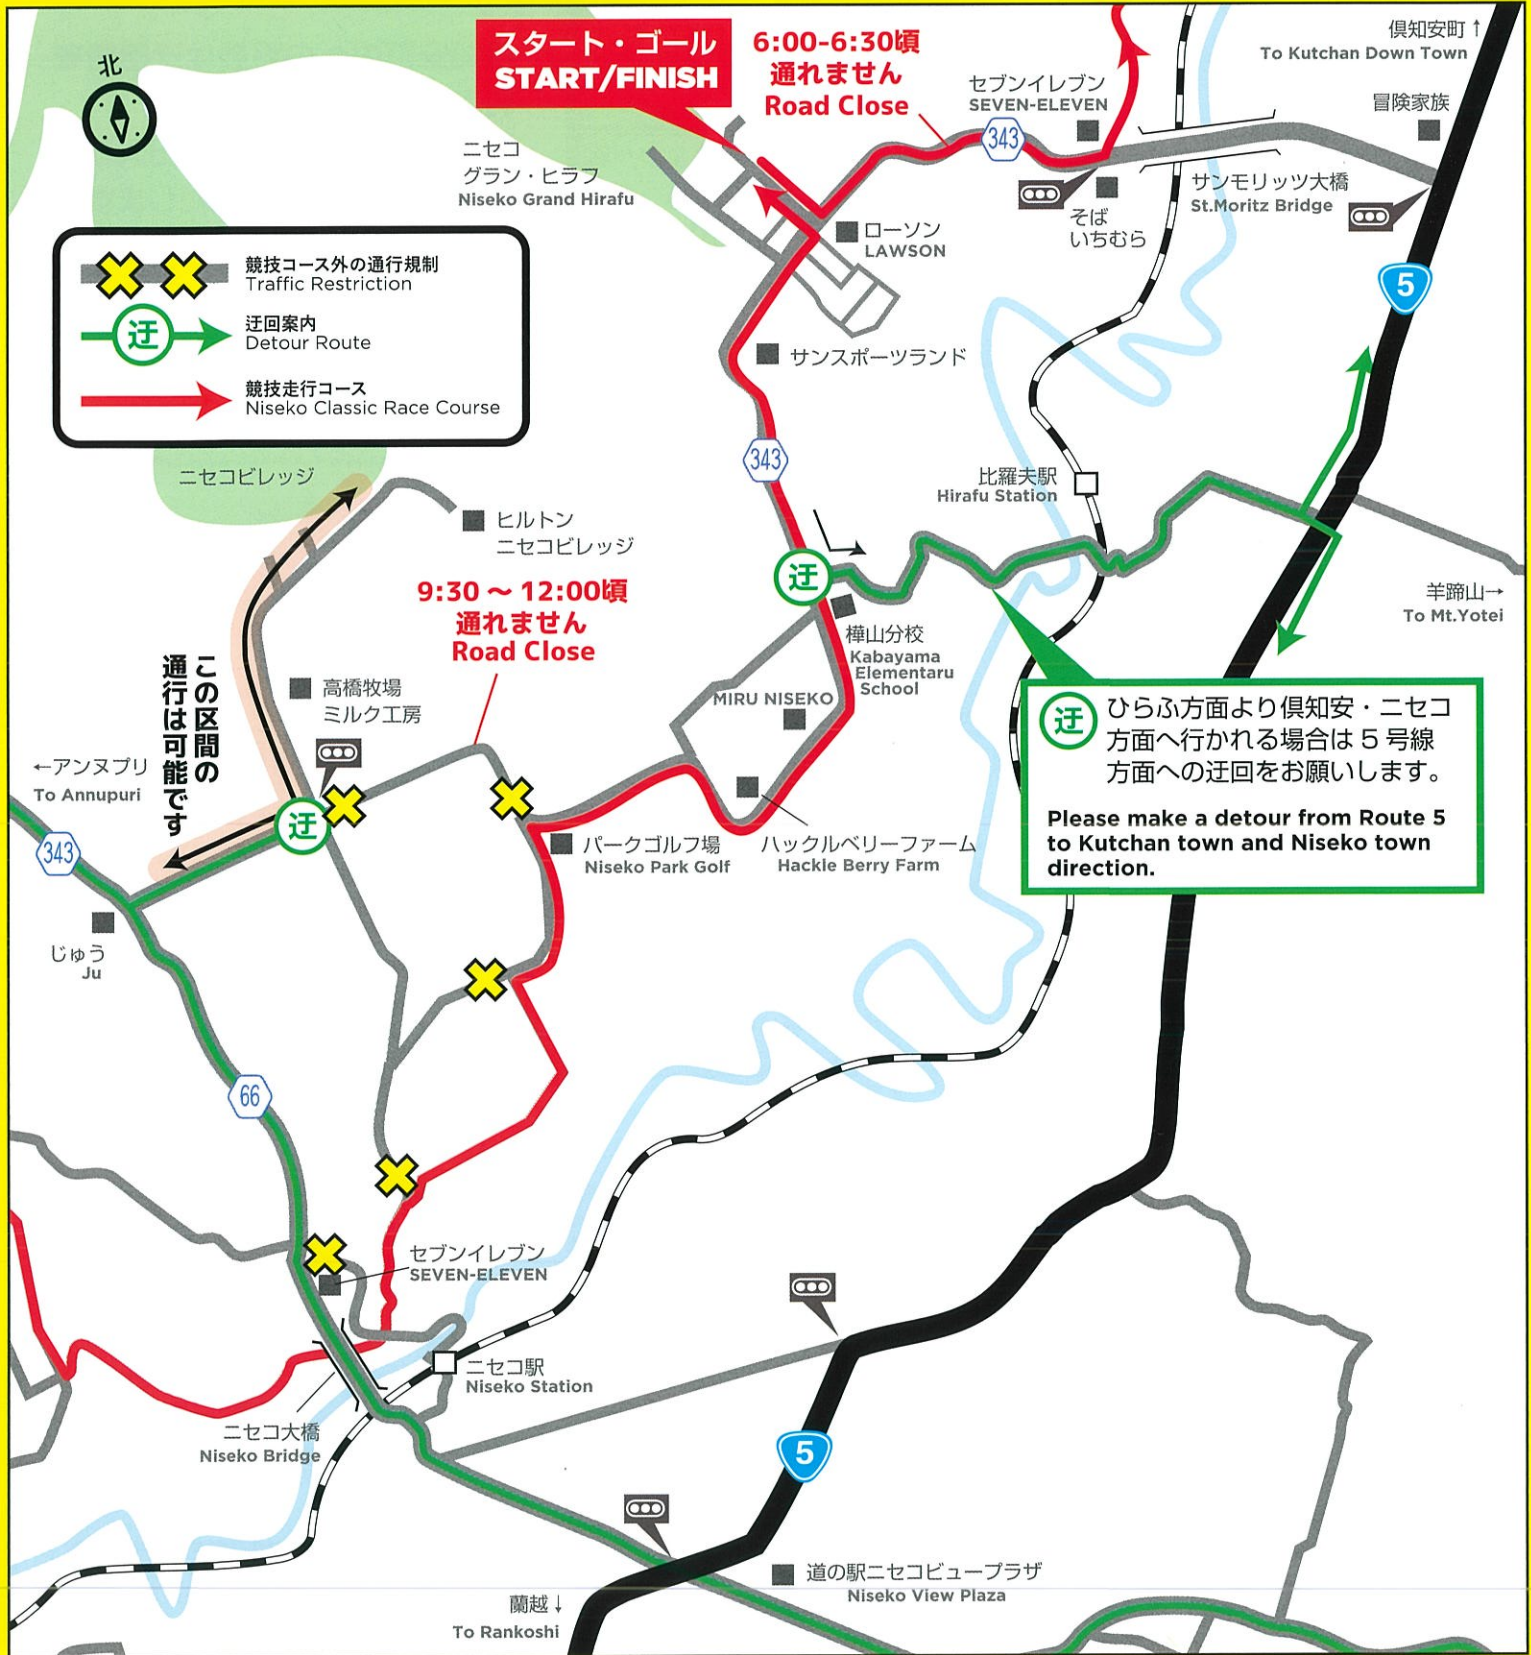 北
スタート・ゴール
START/FINISH
6:00-6:30頃
通れません
Road Close
倶知安町↑
To Kutchan Down Town
セブンイレブン
SEVEN-ELEVEN
冒険家族
343
ニセコ
グラン・ヒラフ
Niseko Grand Hirafu
サンモリッツ大橋
St.Moritz Bridge
そば
いちむら
ローソン
LAWSON
競技コース外の通行規制
Traffic Restriction
迂
迂回案内
Detour Route
競技走行コース
Niseko Classic Race Course
5
サンスポーツランド
343
ニセコビレッジ
比羅夫駅
Hirafu Station
ヒルトン
ニセコビレッジ
9:30 ～ 12:00頃
通れません
Road Close
迂
羊蹄山→
To Mt.Yotei
樺山分校
Kabayama
Elementaru
School
この区間の
通行は可能です
高橋牧場
ミルク工房
MIRU NISEKO
迂
ひらふ方面より倶知安・ニセコ
方面へ行かれる場合は 5 号線
方面への迂回をお願いします。
Please make a detour from Route 5
to Kutchan town and Niseko town
direction.
←アンヌプリ
To Annupuri
迂
343
パークゴルフ場
Niseko Park Golf
ハックルベリーファーム
Hackle Berry Farm
じゅう
Ju
66
セブンイレブン
SEVEN-ELEVEN
ニセコ駅
Niseko Station
ニセコ大橋
Niseko Bridge
5
道の駅ニセコビュープラザ
Niseko View Plaza
蘭越↓
To Rankoshi